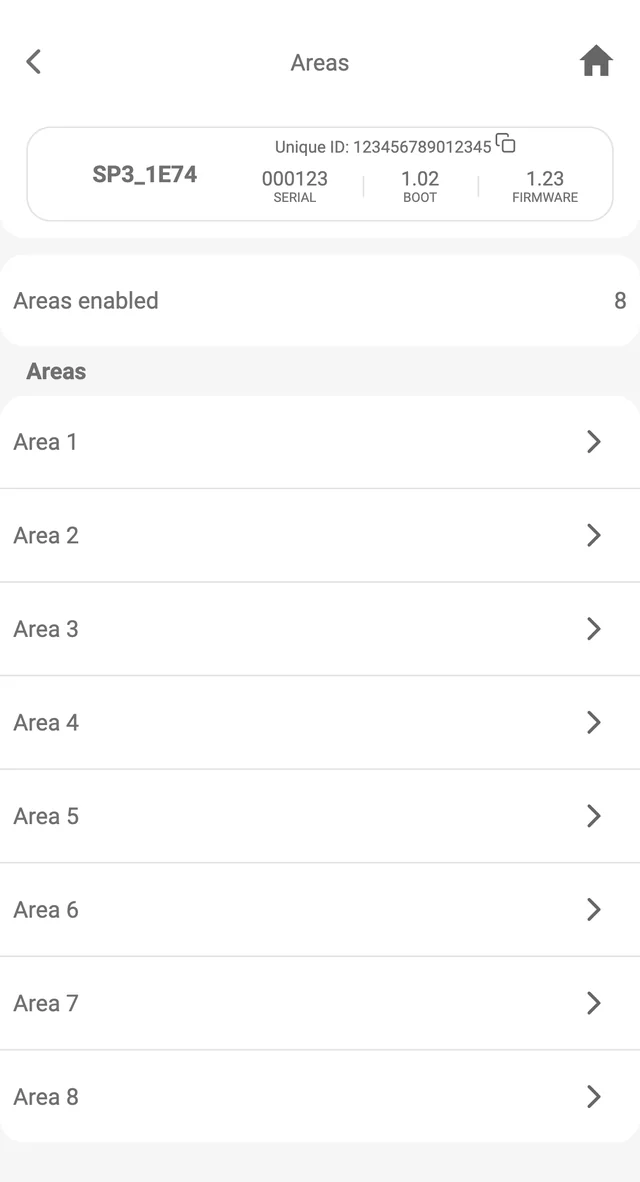 Areas
SP3_1E74
Unique ID: 123456789012345
000123
SERIAL
1.02
BOOT
1.23
FIRMWARE
Areas enabled 8
Areas
Area 1
Area 2
Area 3
Area 4
Area 5
Area 6
Area 7
Area 8